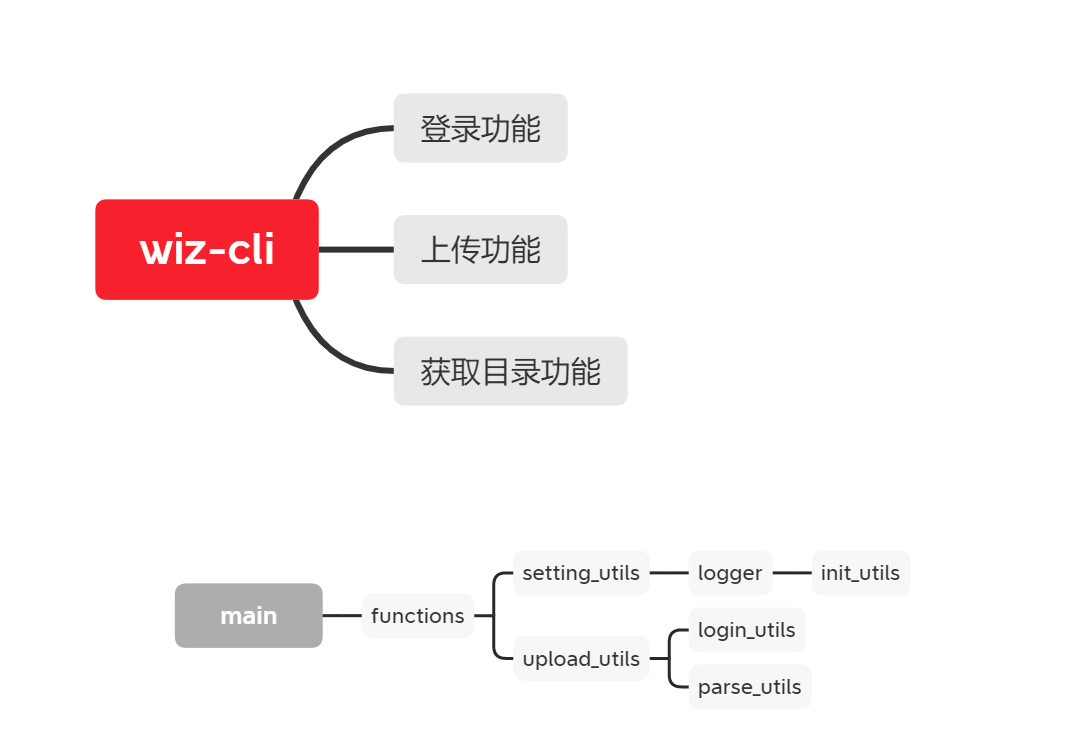 wiz-cli
登录功能
上传功能
获取目录功能
main
functions
setting_utils
logger
init_utils
upload_utils
login_utils
parse_utils